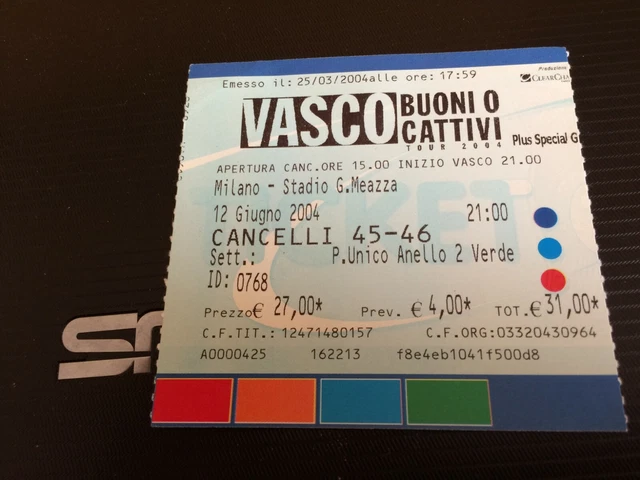 Emesso il: 25/03/2004alle ore: 17:59
Produzione
VASCO BUONI O CATTIVI
TOUR 2004
Plus Special
APERTURA CANC.ORE 15.00 INIZIO VASCO 21.00
Milano - Stadio G.Meazza
12 Giugno 2004 21:00
CANCELLI 45-46
Sett.: P.Unico Anello 2 Verde
ID: 0768
Prezzo€ 27,00* Prev. € 4,00* TOT.€ 31,00*
C.F.TIT.: 12471480157 C.F.ORG:03320430964
A0000425 162213 f8e4eb1041f500d8